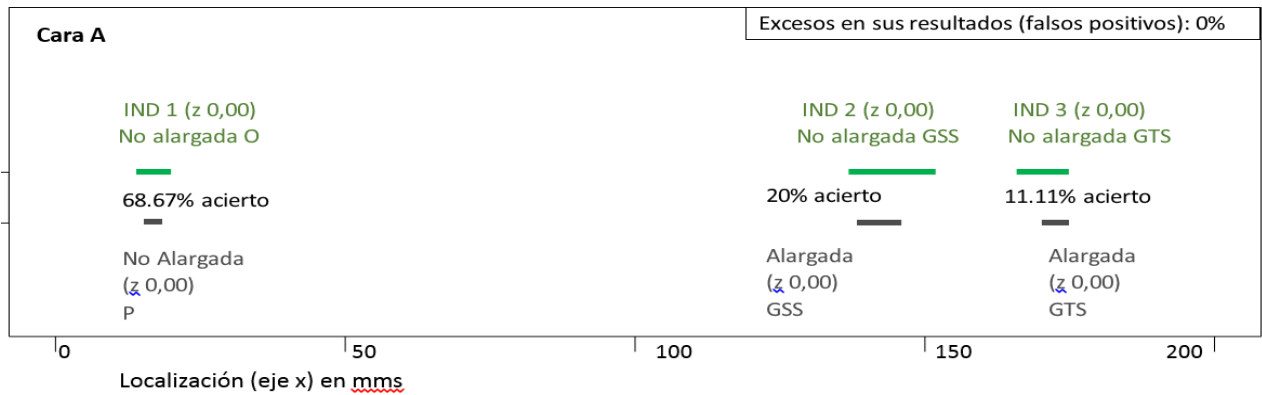 Cara A
Excesos en sus resultados (falsos positivos): 0%
IND 1 (z 0,00)
No alargada O
IND 2 (z 0,00)
No alargada GSS
IND 3 (z 0,00)
No alargada GTS
68.67% acierto
20% acierto
11.11% acierto
No Alargada
(z 0,00)
P
Alargada
(z 0,00)
GSS
Alargada
(z 0,00)
GTS
0
50
100
150
200
Localización (eje x) en mms